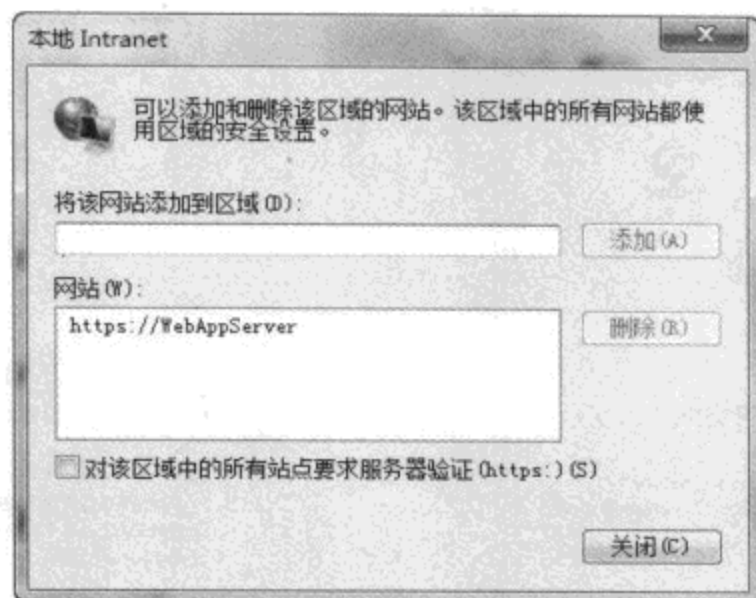 本地 Intranet
可以添加和删除该区域的网站。该区域中的所有网站都使
用区域的安全设置。
将该网站添加到区域(D):
添加(A)
网站(W):
https://WebAppServer
删除(R)
对该区域中的所有站点要求服务器验证(https:)(S)
关闭(C)